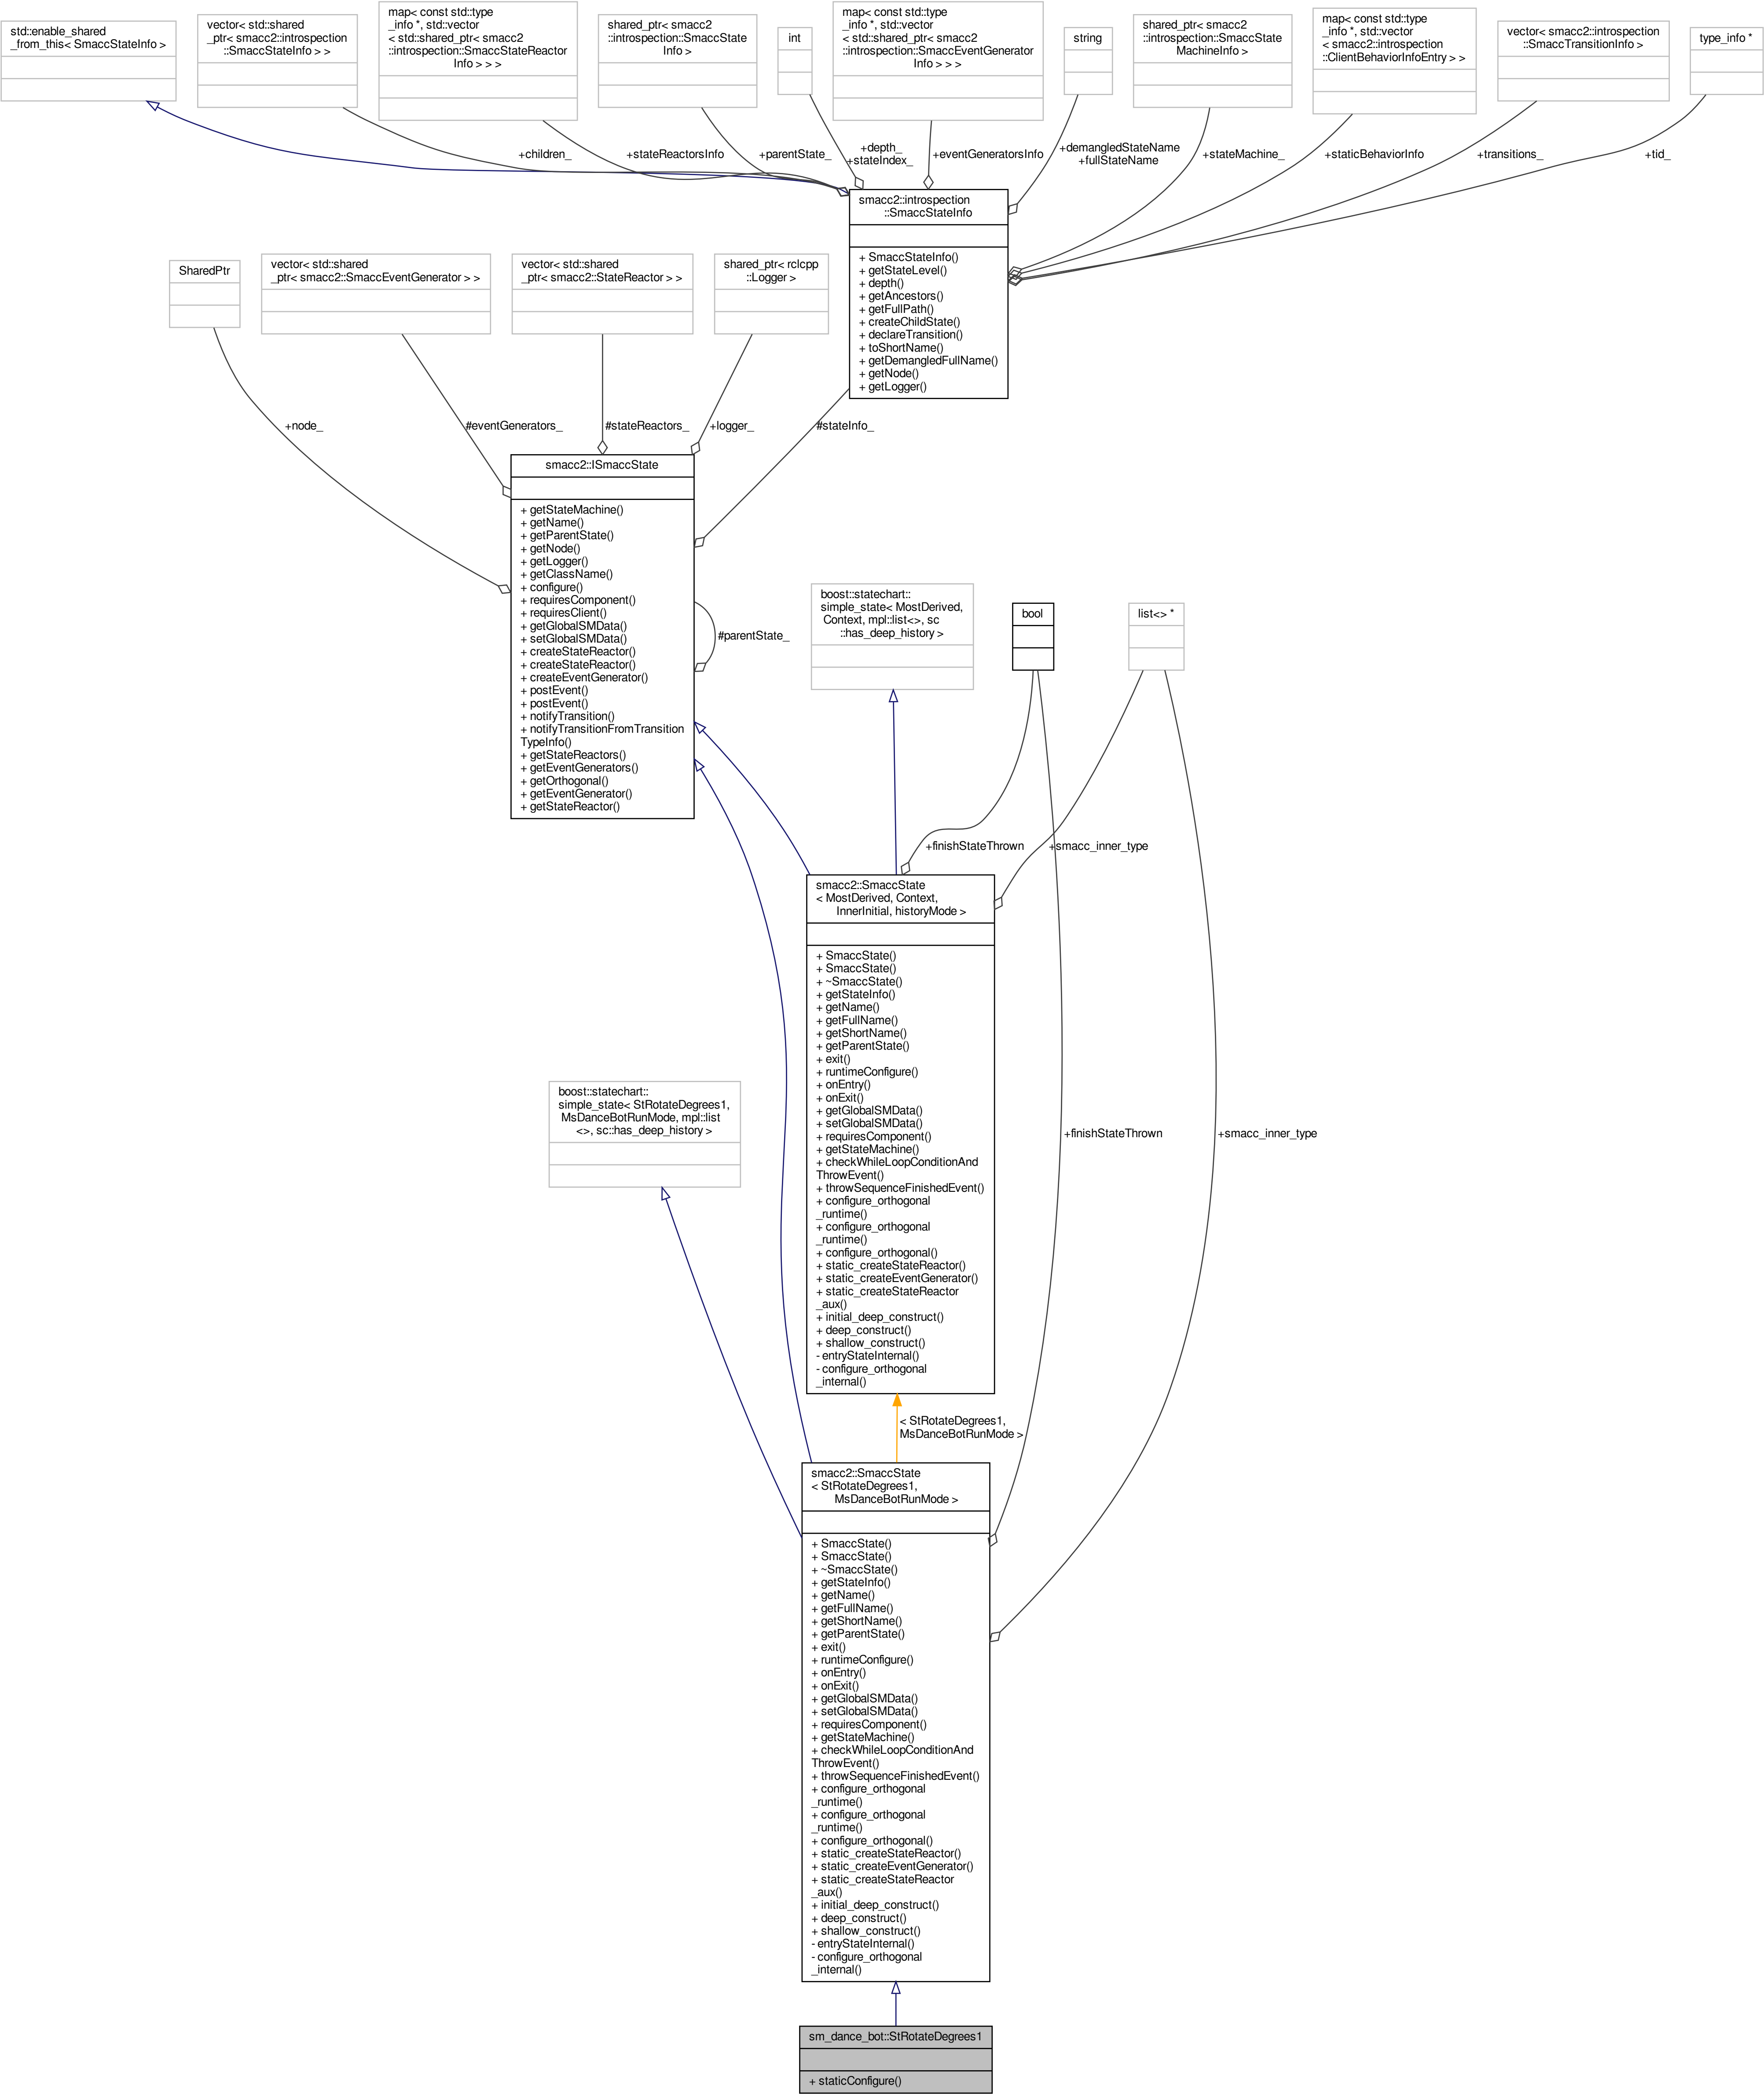 std::enable_shared
_from_this< SmaccStateInfo >
vector< std::shared
_ptr< smacc2::introspection
::SmaccStateInfo > >
map< const std::type
_info *, std::vector
< std::shared_ptr< smacc2
::introspection::SmaccStateReactor
Info > > >
shared_ptr< smacc2
::introspection::SmaccState
Info >
int
map< const std::type
_info *, std::vector
< std::shared_ptr< smacc2
::introspection::SmaccEventGenerator
Info > > >
string
shared_ptr< smacc2
::introspection::SmaccState
MachineInfo >
map< const std::type
_info *, std::vector
< smacc2::introspection
::ClientBehaviorInfoEntry > >
vector< smacc2::introspection
::SmaccTransitionInfo >
type_info *
+children_
+stateReactorsInfo
+parentState_
+depth_
+stateIndex_
+eventGeneratorsInfo
+demangledStateName
+fullStateName
+stateMachine_
+staticBehaviorInfo
+transitions_
+tid_
smacc2::introspection
::SmaccStateInfo
+ SmaccStateInfo()
+ getStateLevel()
+ depth()
+ getAncestors()
+ getFullPath()
+ createChildState()
+ declareTransition()
+ toShortName()
+ getDemangledFullName()
+ getNode()
+ getLogger()
SharedPtr
vector< std::shared
_ptr< smacc2::SmaccEventGenerator > >
vector< std::shared
_ptr< smacc2::StateReactor > >
shared_ptr< rclcpp
::Logger >
+node_
#eventGenerators_
#stateReactors_
+logger_
#stateInfo_
smacc2::ISmaccState
+ getStateMachine()
+ getName()
+ getParentState()
+ getNode()
+ getLogger()
+ getClassName()
+ configure()
+ requiresComponent()
+ requiresClient()
+ getGlobalSMData()
+ setGlobalSMData()
+ createStateReactor()
+ createStateReactor()
+ createEventGenerator()
+ postEvent()
+ postEvent()
+ notifyTransition()
+ notifyTransitionFromTransition
TypeInfo()
+ getStateReactors()
+ getEventGenerators()
+ getOrthogonal()
+ getEventGenerator()
+ getStateReactor()
#parentState_
boost::statechart::
simple_state< MostDerived,
Context, mpl::list<>, sc
::has_deep_history >
bool
list<> *
+finishStateThrown
+smacc_inner_type
smacc2::SmaccState
< MostDerived, Context,
InnerInitial, historyMode >
+ SmaccState()
+ SmaccState()
+ ~SmaccState()
+ getStateInfo()
+ getName()
+ getFullName()
+ getShortName()
+ getParentState()
+ exit()
+ runtimeConfigure()
+ onEntry()
+ onExit()
+ getGlobalSMData()
+ setGlobalSMData()
+ requiresComponent()
+ getStateMachine()
+ checkWhileLoopConditionAnd
ThrowEvent()
+ throwSequenceFinishedEvent()
+ configure_orthogonal
_runtime()
+ configure_orthogonal
_runtime()
+ configure_orthogonal()
+ static_createStateReactor()
+ static_createEventGenerator()
+ static_createStateReactor
_aux()
+ initial_deep_construct()
+ deep_construct()
+ shallow_construct()
- entryStateInternal()
- configure_orthogonal
_internal()
boost::statechart::
simple_state< StRotateDegrees1,
MsDanceBotRunMode, mpl::list
<>, sc::has_deep_history >
+finishStateThrown
+smacc_inner_type
< StRotateDegrees1,
MsDanceBotRunMode >
smacc2::SmaccState
< StRotateDegrees1,
MsDanceBotRunMode >
+ SmaccState()
+ SmaccState()
+ ~SmaccState()
+ getStateInfo()
+ getName()
+ getFullName()
+ getShortName()
+ getParentState()
+ exit()
+ runtimeConfigure()
+ onEntry()
+ onExit()
+ getGlobalSMData()
+ setGlobalSMData()
+ requiresComponent()
+ getStateMachine()
+ checkWhileLoopConditionAnd
ThrowEvent()
+ throwSequenceFinishedEvent()
+ configure_orthogonal
_runtime()
+ configure_orthogonal
_runtime()
+ configure_orthogonal()
+ static_createStateReactor()
+ static_createEventGenerator()
+ static_createStateReactor
_aux()
+ initial_deep_construct()
+ deep_construct()
+ shallow_construct()
- entryStateInternal()
- configure_orthogonal
_internal()
sm_dance_bot::StRotateDegrees1
+ staticConfigure()